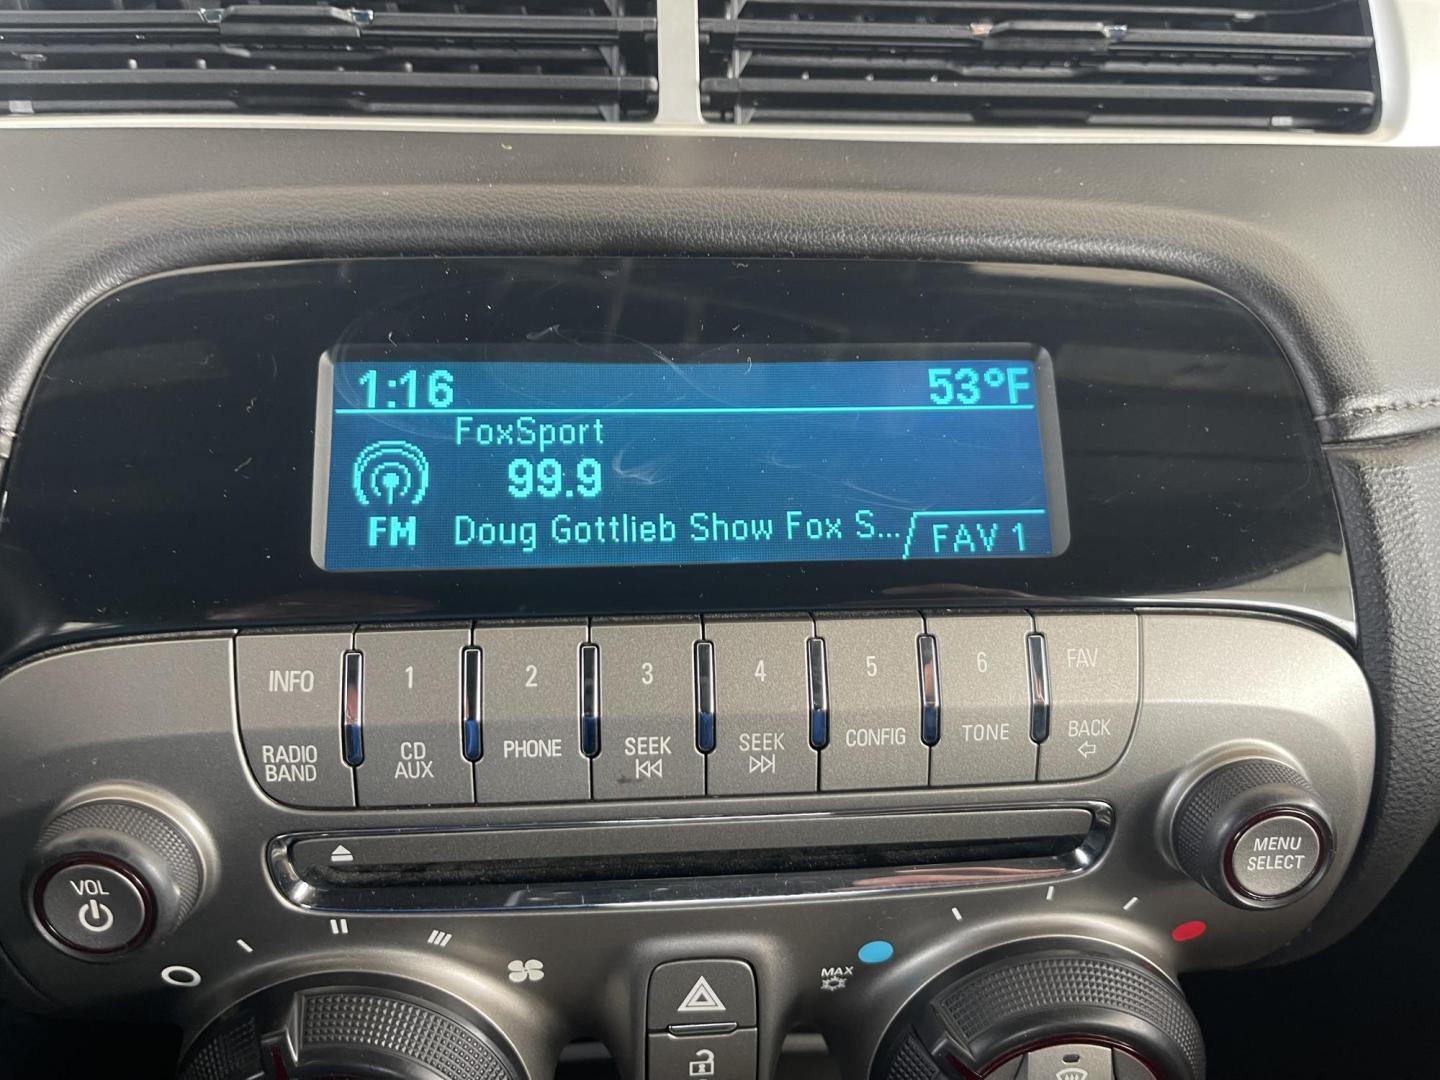 1:16 53°F
FoxSport
99.9
FM Doug Gottlieb Show Fox S... FAV 1
INFO 1 2 3 4 5 6 FAV
RADIO BAND CD AUX PHONE SEEK SEEK CONFIG TONE BACK
VOL
MENU SELECT
MAX